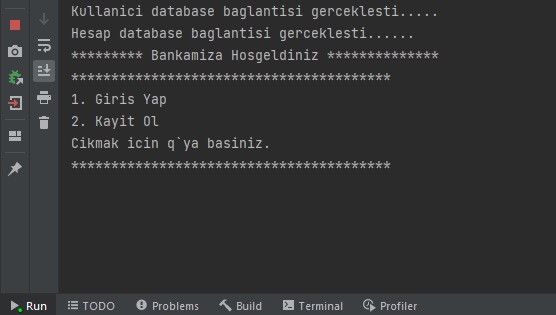 Kullanici database baglantisi gerceklesti.....
Hesap database baglantisi gerceklesti......
********* Bankamiza Hosgeldiniz **************
****************************************
1. Giris Yap
2. Kayit Ol
Cikmak icin q`ya basiniz.
****************************************
Run TODO Problems Build Terminal Profiler